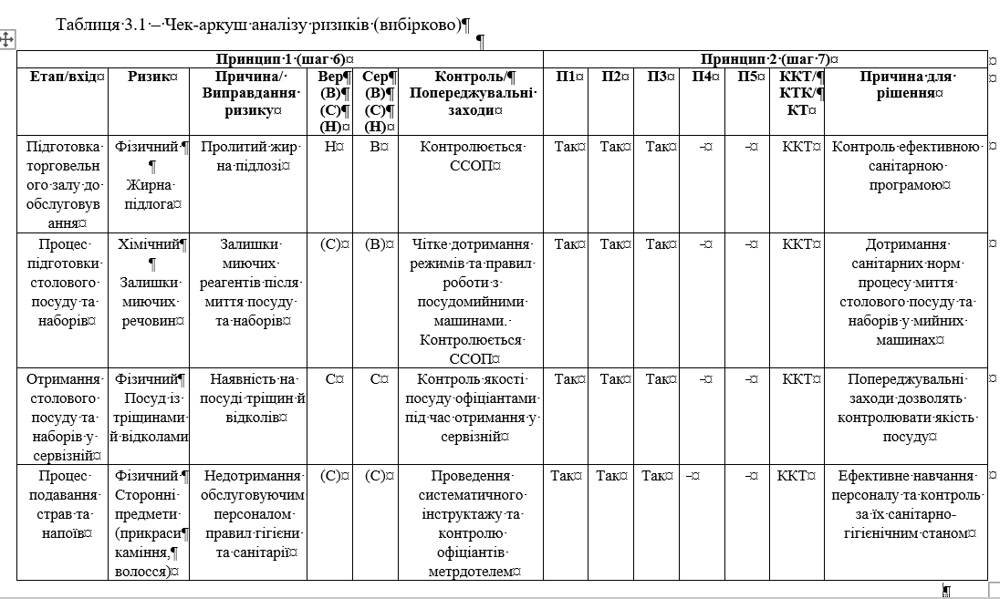 Таблиця 3.1 – Чек-аркуш аналізу ризиків (вибірково)
Принцип 1 (шаг 6) Принцип 2 (шаг 7)
Етап/вхід Ризик Причина/ Вер Сер Контроль/ П1 П2 П3 П4 П5 ККТ/ Причина для
Виправдання (В) (В) Попереджувальні КТК/ рішення
ризику (С) (С) заходи КТ
(Н) (Н)
Підготовка Фізичний Пролитий жир Н В Контролюється Так Так Так – – ККТ Контроль ефективною
торговельн на підлозі ССОП санітарною
ого залу до Жирна програмою
обслуговув підлога
ання
Процес Хімічний Залишки (С) (В) Чітке дотримання Так Так Так – – ККТ Дотримання
підготовки миючих режимів та правил санітарних норм
столового Залишки реагентів після роботи з процесу миття
посуду та миючих миття посуду посудомийними столового посуду та
наборів речовин та наборів машинами. наборів у мийних
Контролюється машинах
ССОП
Отримання Фізичний Наявність на С С Контроль якості Так Так Так – – ККТ Попереджувальні
столового Посуд із посуді тріщин й посуду офіціантами заходи дозволять
посуду та тріщинами відколів під час отримання у контролювати якість
наборів у й відколами сервізній посуду
сервізній
Процес Фізичний Недотримання (С) (С) Проведення Так Так Так – – ККТ Ефективне навчання
подавання Сторонні обслуговуючим систематичного персоналу та контроль
страв та предмети персоналом інструктажу та за їх санітарно-
напоїв (прикраси правил гігієни контролю гігієнічним станом
каміння, та санітарії офіціантів
волосся) метрдотелем